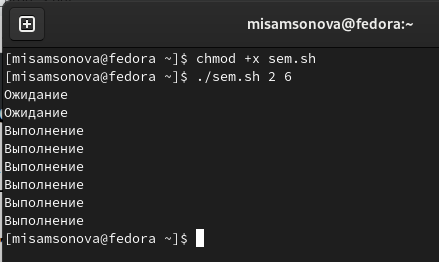 misamsonova@fedora:~
[misamsonova@fedora ~]$ chmod +x sem.sh
[misamsonova@fedora ~]$ ./sem.sh 2 6
Ожидание
Ожидание
Выполнение
Выполнение
Выполнение
Выполнение
Выполнение
Выполнение
[misamsonova@fedora ~]$